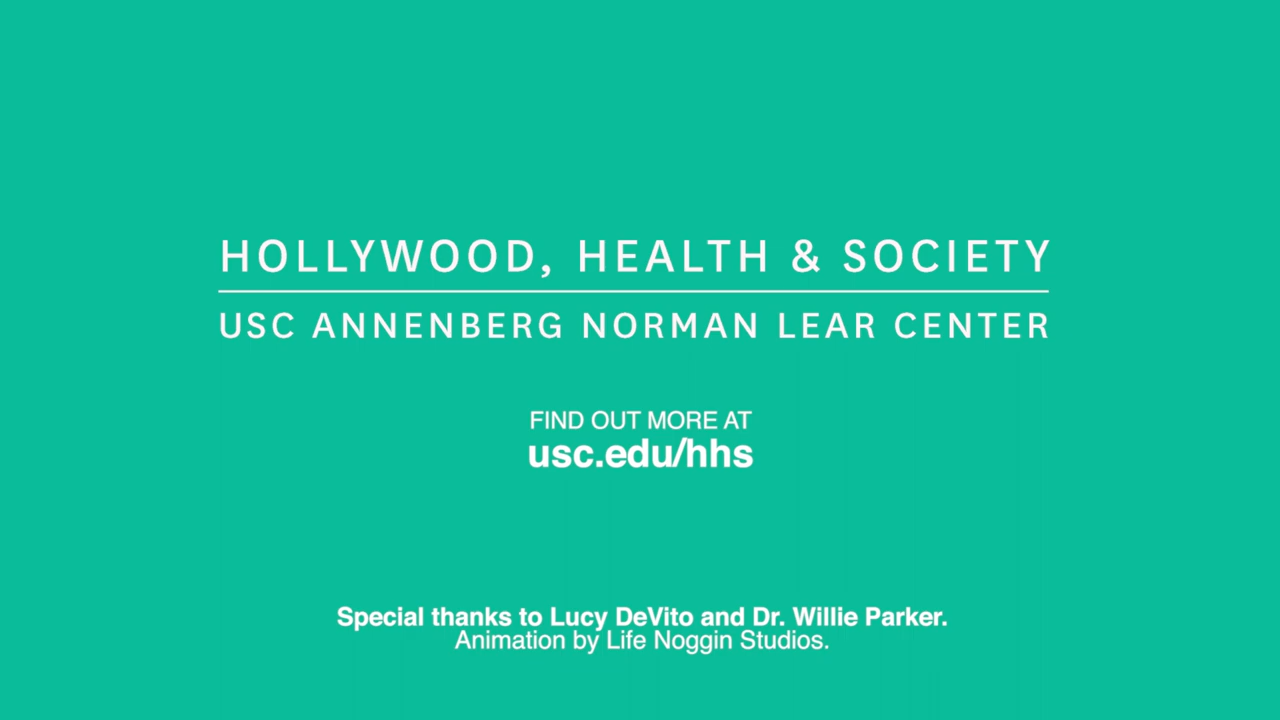 HOLLYWOOD, HEALTH & SOCIETY
USC ANNENBERG NORMAN LEAR CENTER
FIND OUT MORE AT
usc.edu/hhs
Special thanks to Lucy DeVito and Dr. Willie Parker.
Animation by Life Noggin Studios.